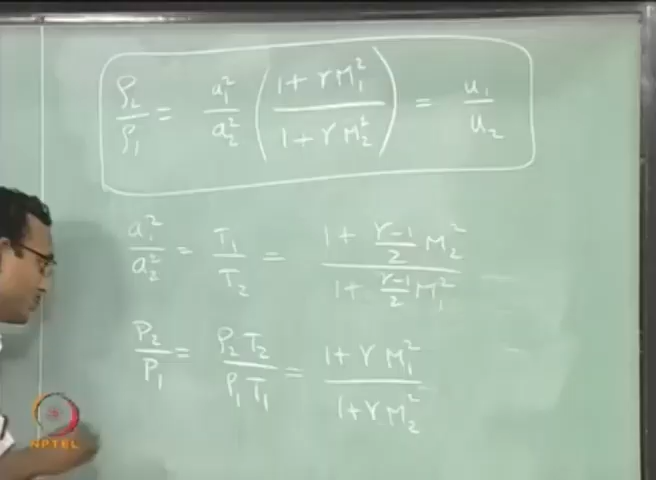 ρ₂/ρ₁ = a₁²/a₂² ( (1 + γM₁²) / (1 + γM₂²) ) = u₁/u₂
a₁²/a₂² = T₁/T₂ = (1 + (γ-1)/2 M₂²) / (1 + (γ-1)/2 M₁²)
P₂/P₁ = ρ₂T₂/ρ₁T₁ = (1 + γM₁²) / (1 + γM₂²)
NPTEL